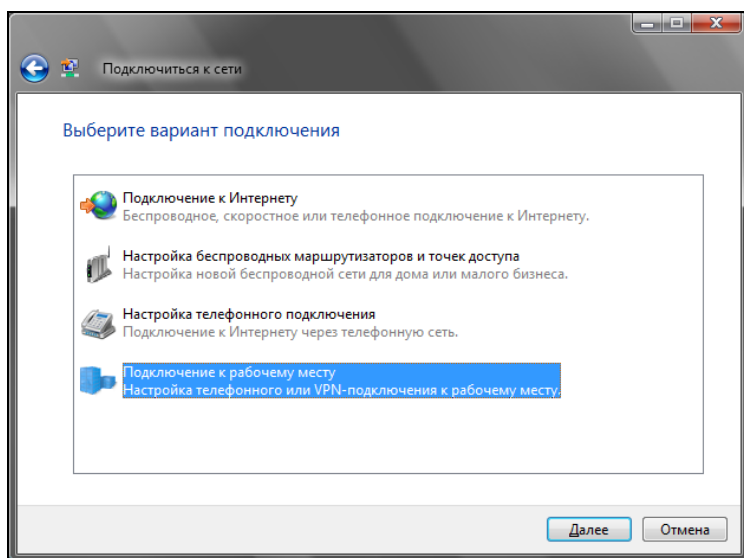 Подключиться к сети
Выберите вариант подключения
Подключение к Интернету
Беспроводное, скоростное или телефонное подключение к Интернету.
Настройка беспроводных маршрутизаторов и точек доступа
Настройка новой беспроводной сети для дома или малого бизнеса.
Настройка телефонного подключения
Подключение к Интернету через телефонную сеть.
Подключение к рабочему месту
Настройка телефонного или VPN-подключения к рабочему месту.
Далее Отмена